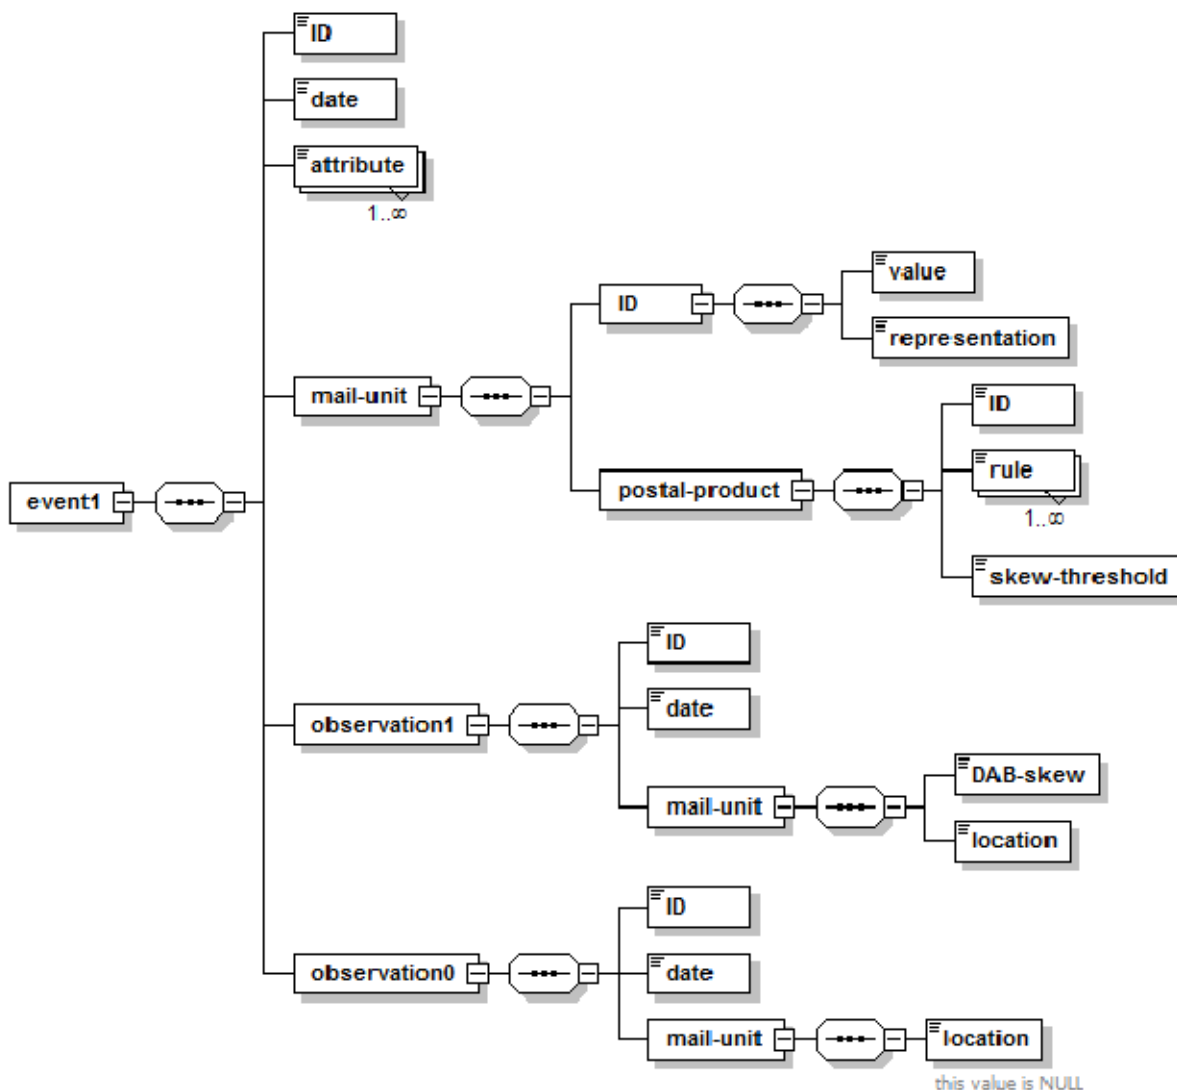 ID
date
attribute
1..∞
value
ID
representation
mail-unit
ID
rule
postal-product
event1
1..∞
skew-threshold
ID
date
observation1
DAB-skew
mail-unit
location
ID
observation0
date
mail-unit
location
this value is NULL